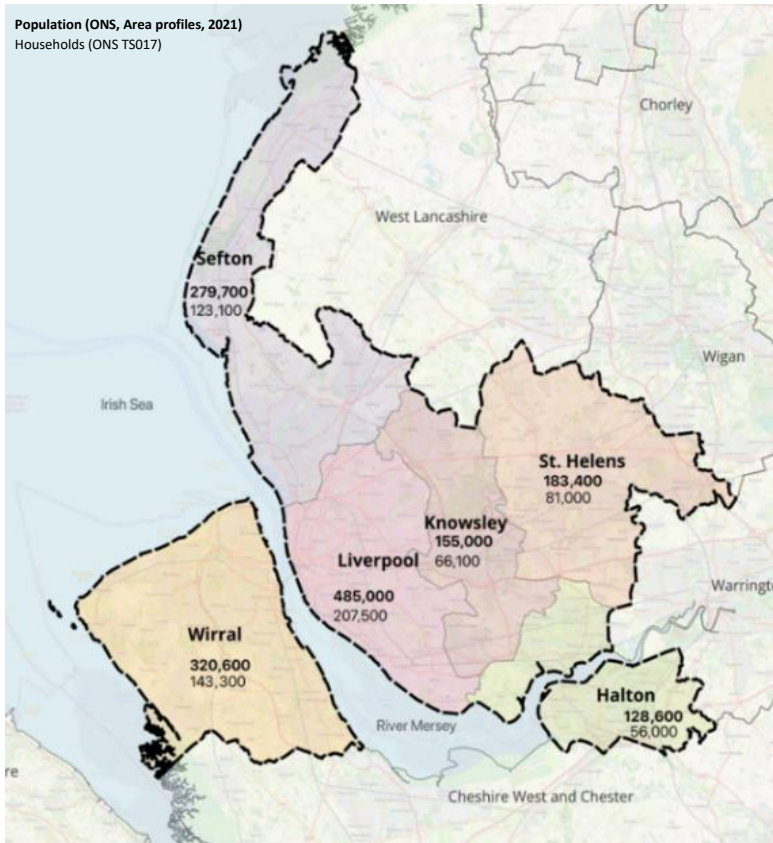 Population (ONS, Area profiles, 2021)
Households (ONS TS017)
Chorley
West Lancashire
Sefton
279,700
123,100
Wigan
Irish Sea
St. Helens
183,400
81,000
Knowsley
155,000
66,100
Liverpool
485,000
207,500
Warringt
Wirral
320,600
143,300
Halton
128,600
56,000
River Mersey
re
Cheshire West and Chester